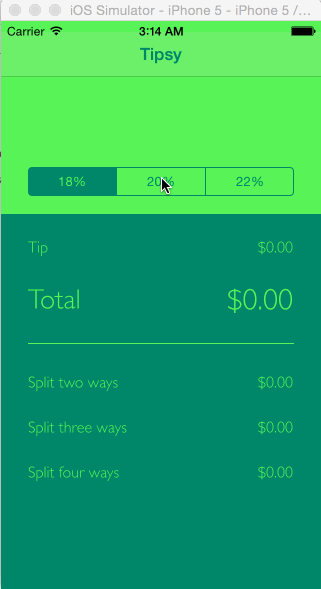 iOS Simulator - iPhone 5 - iPhone 5 /...
Carrier 3:14 AM
Tipsy
18% 20% 22%
Tip $0.00
Total $0.00
Split two ways $0.00
Split three ways $0.00
Split four ways $0.00